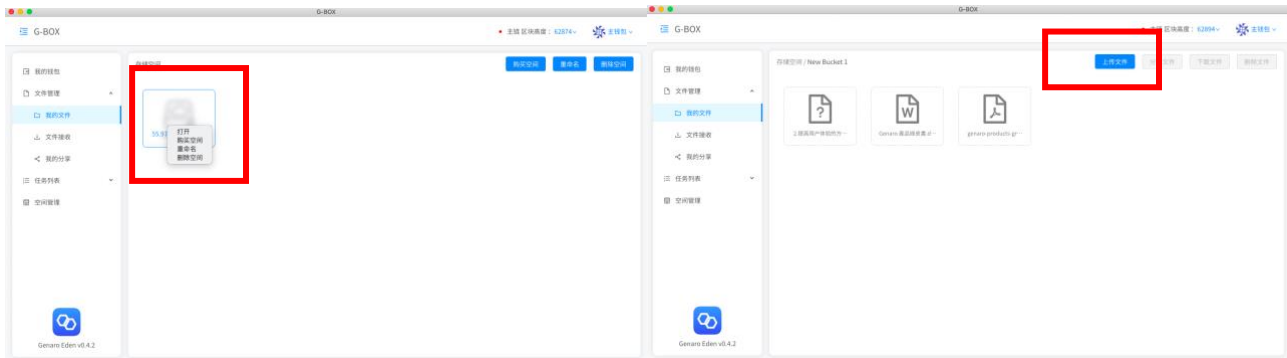 G-BOX
G-BOX
主链 区块高度： 62874
主钱包
我的钱包
文件管理
我的文件
文件接收
我的分享
任务列表
空间管理
存储空间
购买空间
重命名
删除空间
打开
购买空间
重命名
删除空间
Genaro Eden v0.4.2
G-BOX
G-BOX
区块高度： 62894
主钱包
我的钱包
文件管理
我的文件
文件接收
我的分享
任务列表
空间管理
存储空间 / New Bucket 1
上传文件
下载文件
删除文件
genaro-products-gr···
Genaro Eden v0.4.2